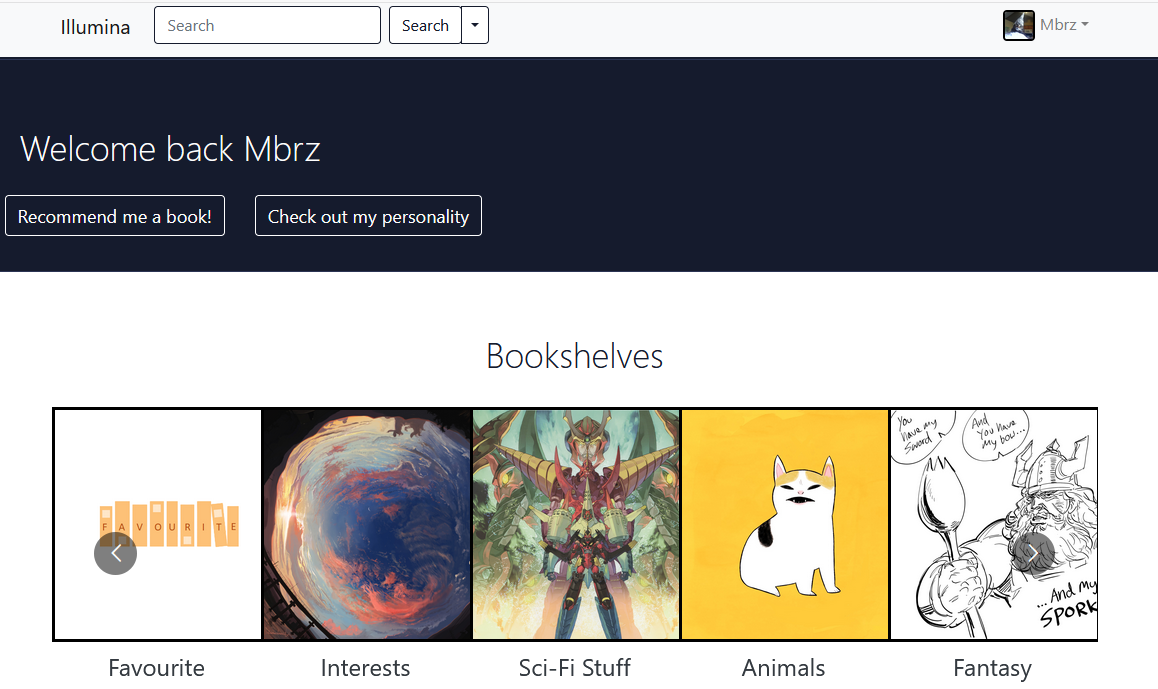 Illumina
Search
Search
Mbrz
Welcome back Mbrz
Recommend me a book!
Check out my personality
Bookshelves
FAVOURITE
You
have my
Sword
And
You have
my bow...
...And my
SPORK
Favourite
Interests
Sci-Fi Stuff
Animals
Fantasy